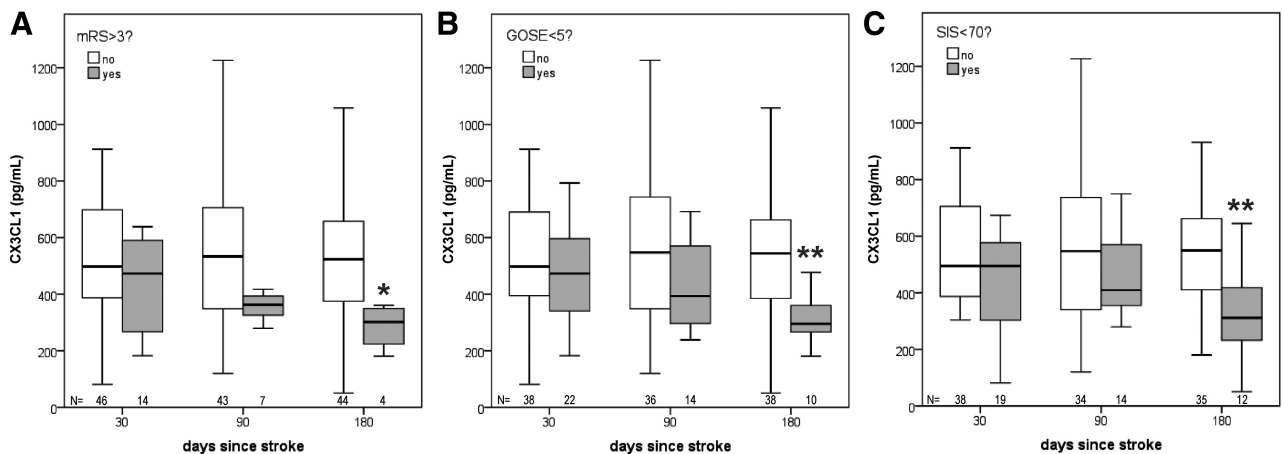 A
mRS>3?
no
yes
CX3CL1 (pg/mL)
1200
1000
800
600
400
200
0
*
N= 46 14 43 7 44 4
30 90 180
days since stroke
B
GOSE<5?
no
yes
CX3CL1 (pg/mL)
1200
1000
800
600
400
200
0
**
N= 38 22 36 14 38 10
30 90 180
days since stroke
C
SIS<70?
no
yes
CX3CL1 (pg/mL)
1200
1000
800
600
400
200
0
**
N= 38 19 34 14 35 12
30 90 180
days since stroke